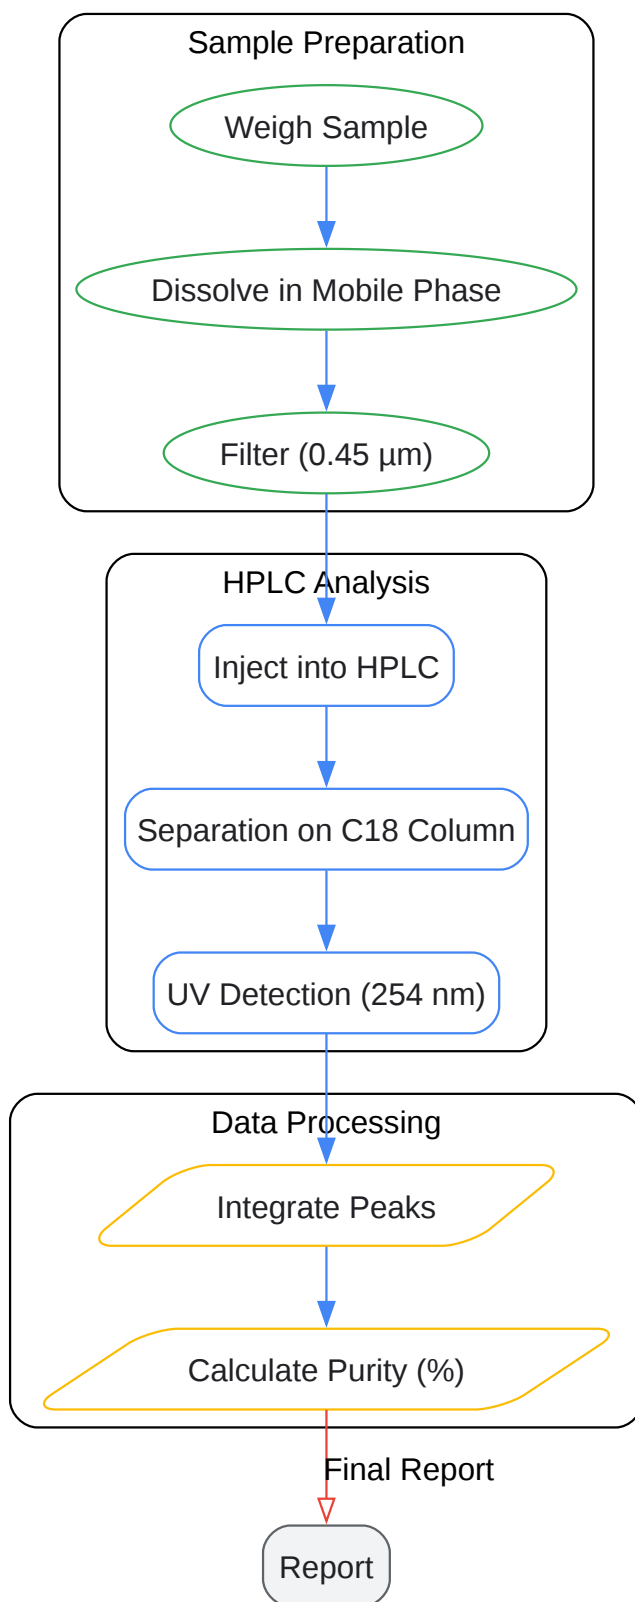 Sample Preparation
Weigh Sample
Dissolve in Mobile Phase
Filter (0.45 µm)
HPLC Analysis
Inject into HPLC
Separation on C18 Column
UV Detection (254 nm)
Data Processing
Integrate Peaks
Calculate Purity (%)
Final Report
Report